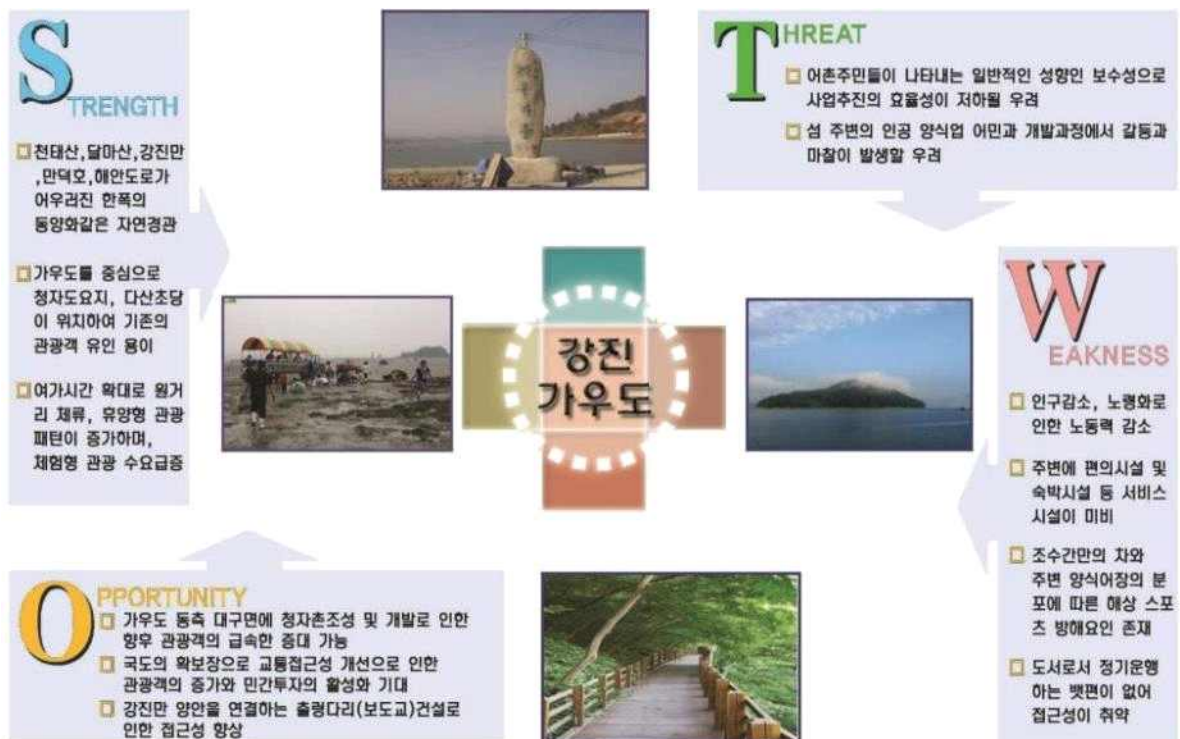 STRENGTH
천태산,달마산,강진만
,만덕호,해안도로가
어우러진 한폭의
동양화같은 자연경관
가우도를 중심으로
청자도요지, 다산초당
이 위치하여 기존의
관광객 유인 용이
여가시간 확대로 원거
리 체류, 휴양형 관광
패턴이 증가하며,
체험형 관광 수요급증
THREAT
어촌주민들이 나타내는 일반적인 성향인 보수성으로
사업추진의 효율성이 저하될 우려
섬 주변의 인공 양식업 어민과 개발과정에서 갈등과
마찰이 발생할 우려
강진
가우도
WEAKNESS
인구감소, 노령화로
인한 노동력 감소
주변에 편의시설 및
숙박시설 등 서비스
시설이 미비
조수간만의 차와
주변 양식어장의 분
포에 따른 해상 스포
츠 방해요인 존재
도서로서 정기운행
하는 뱃편이 없어
접근성이 취약
OPPORTUNITY
가우도 동측 대구면에 청자촌조성 및 개발로 인한
향후 관광객의 급속한 증대 가능
국도의 확보장으로 교통접근성 개선으로 인한
관광객의 증가와 민간투자의 활성화 기대
강진만 양안을 연결하는 출렁다리(보도교)건설로
인한 접근성 향상